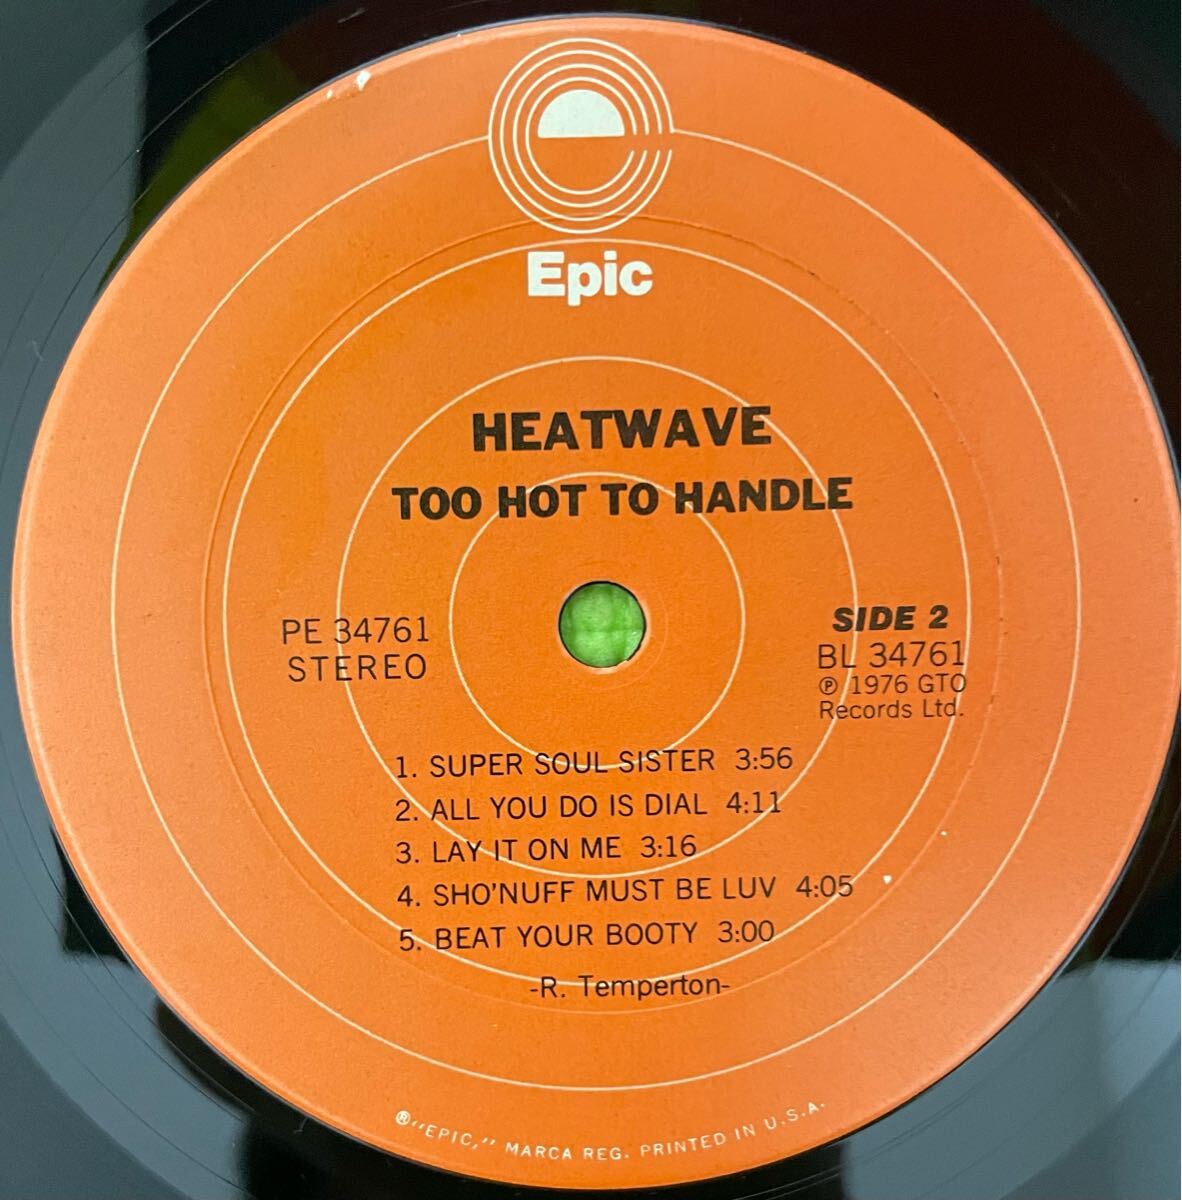 Epic
HEATWAVE
TOO HOT TO HANDLE
PE 34761
STEREO
SIDE 2
BL 34761
℗ 1976 GTO
Records Ltd.
1. SUPER SOUL SISTER 3:56
2. ALL YOU DO IS DIAL 4:11
3. LAY IT ON ME 3:16
4. SHO'NUFF MUST BE LUV 4:05
5. BEAT YOUR BOOTY 3:00
-R. Temperton-
®"EPIC," MARCA REG. PRINTED IN U.S.A.